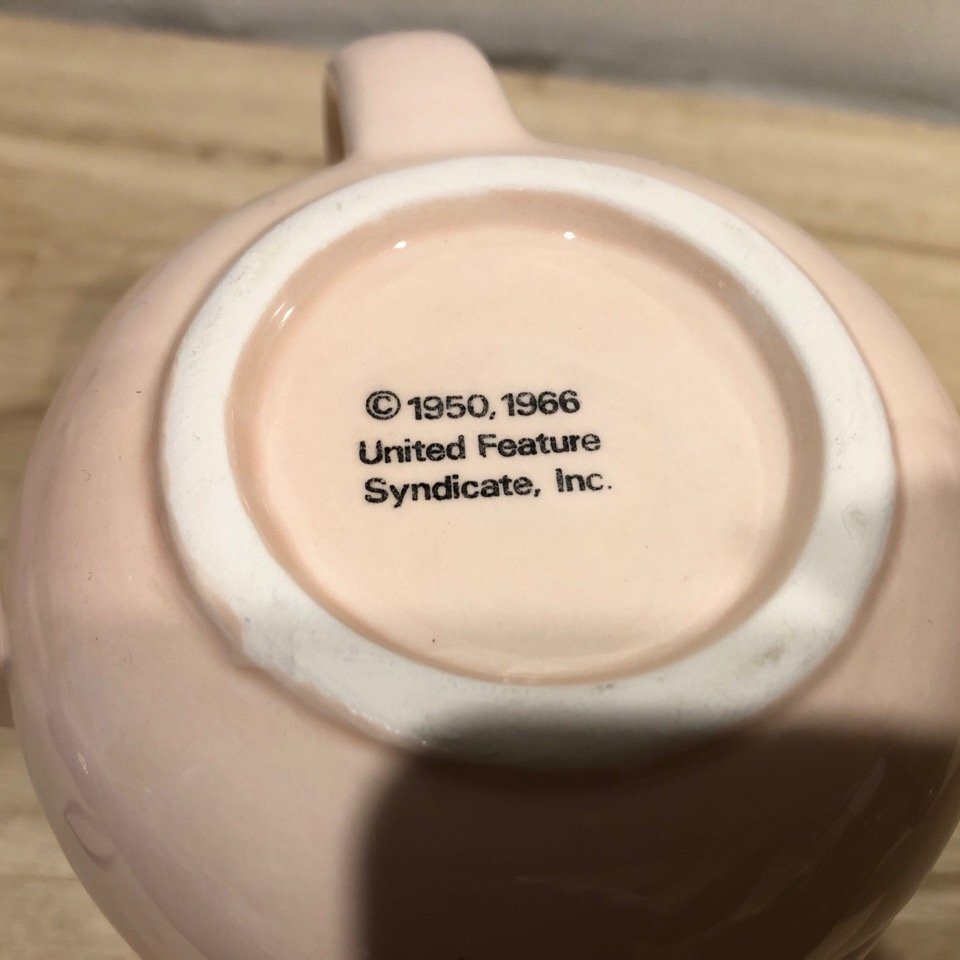 © 1950, 1966
United Feature
Syndicate, Inc.